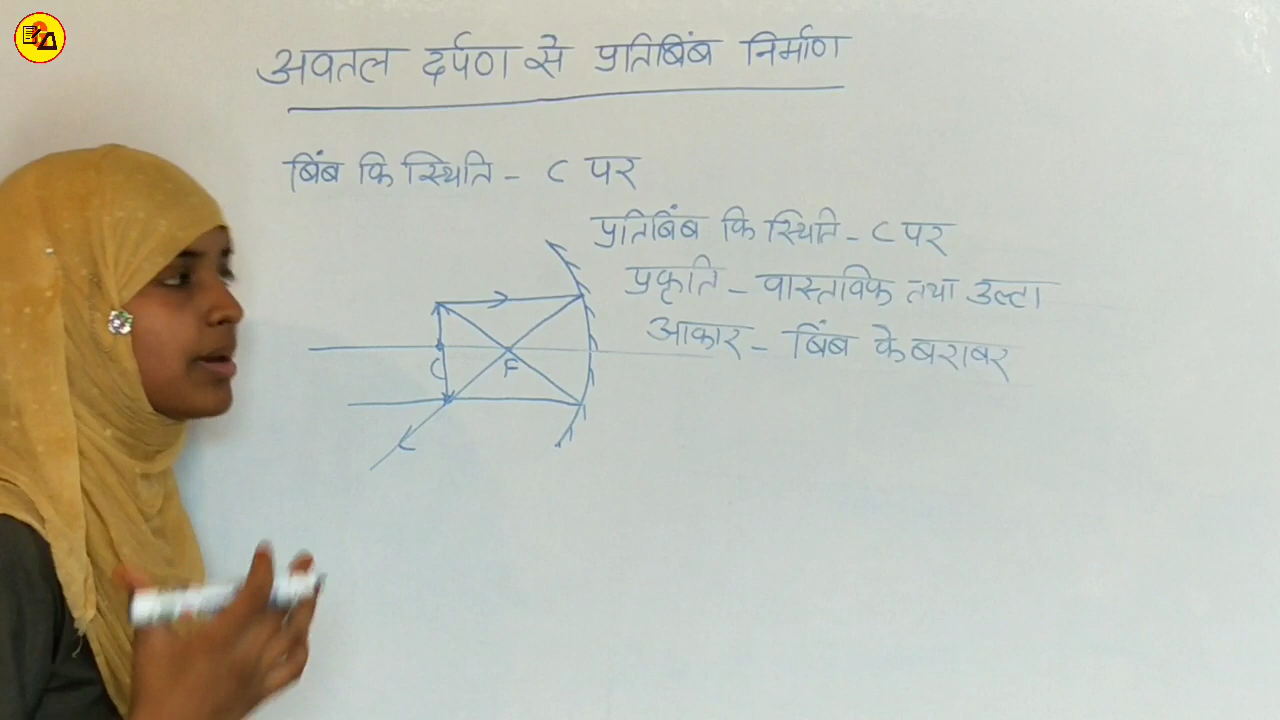 अवतल दर्पण से प्रतिबिंब निर्माण
बिंब कि स्थिति - C पर
प्रतिबिंब कि स्थिति - C पर
प्रकृति - वास्तविक तथा उल्टा
आकार - बिंब के बराबर
C F